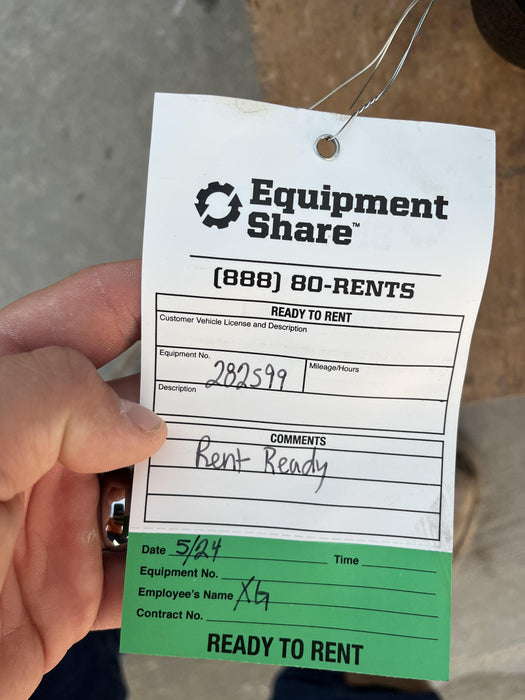 Equipment
Share™
(888) 80-RENTS
READY TO RENT
Customer Vehicle License and Description
Equipment No. 282599
Mileage/Hours
Description
COMMENTS
Rent Ready
Date 5/24 Time
Equipment No.
Employee's Name XG
Contract No.
READY TO RENT